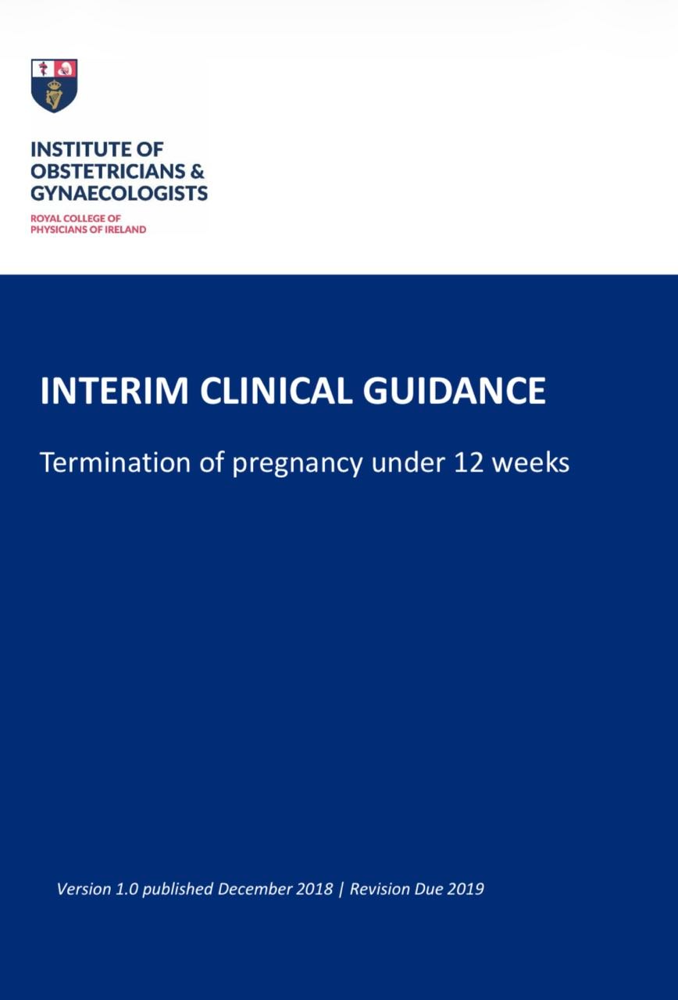 INSTITUTE OF
OBSTETRICIANS &
GYNAECOLOGISTS
ROYAL COLLEGE OF
PHYSICIANS OF IRELAND
INTERIM CLINICAL GUIDANCE
Termination of pregnancy under 12 weeks
Version 1.0 published December 2018 | Revision Due 2019